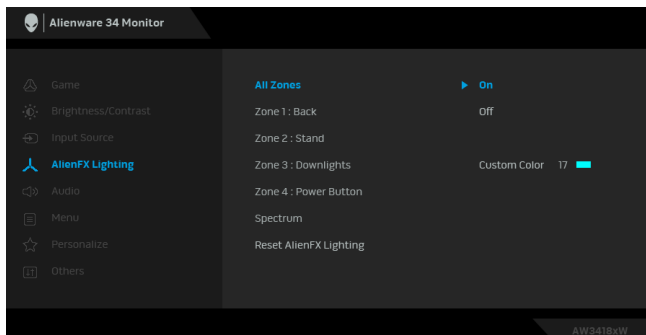 Alienware 34 Monitor
Game
Brightness/Contrast
Input Source
AlienFX Lighting
Audio
Menu
Personalize
Others
All Zones
Zone 1 : Back
Zone 2 : Stand
Zone 3 : Downlights
Zone 4 : Power Button
Spectrum
Reset AlienFX Lighting
On
Off
Custom Color 17
AW3418xW